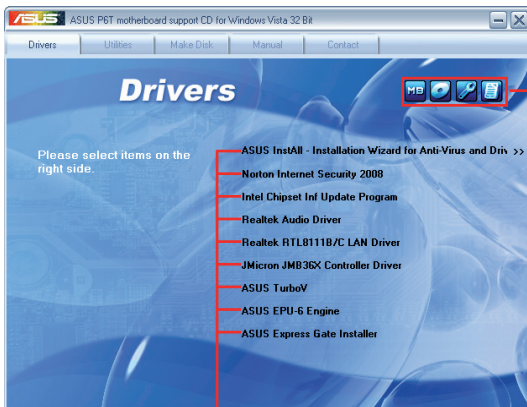 ASUS ASUS P6T motherboard support CD for Windows Vista 32 Bit
Drivers Utilities Make Disk Manual Contact
Drivers
MB
Please select items on the
right side.
ASUS InstAll - Installation Wizard for Anti-Virus and Driv >>
Norton Internet Security 2008
Intel Chipset Inf Update Program
Realtek Audio Driver
Realtek RTL8111B/C LAN Driver
JMicron JMB36X Controller Driver
ASUS TurboV
ASUS EPU-6 Engine
ASUS Express Gate Installer